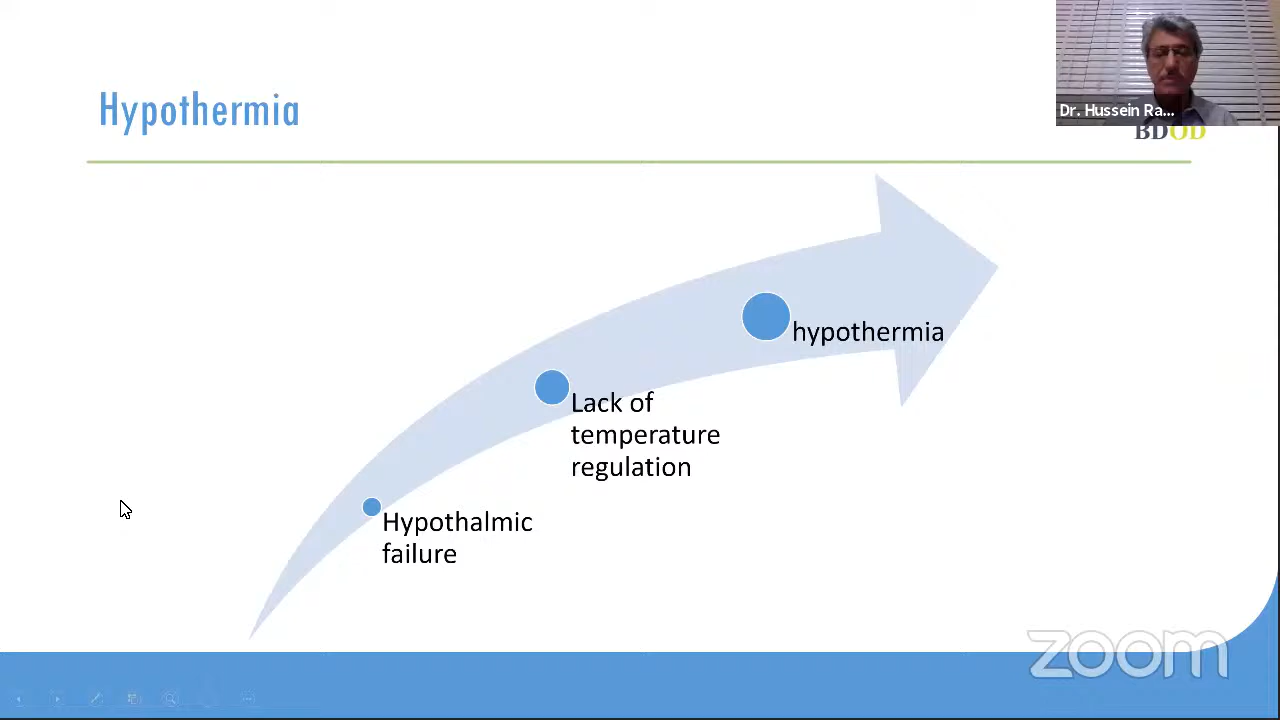 Hypothermia
Dr. Hussein Ra...
BDOD
hypothermia
Lack of
temperature
regulation
Hypothalmic
failure
zoom